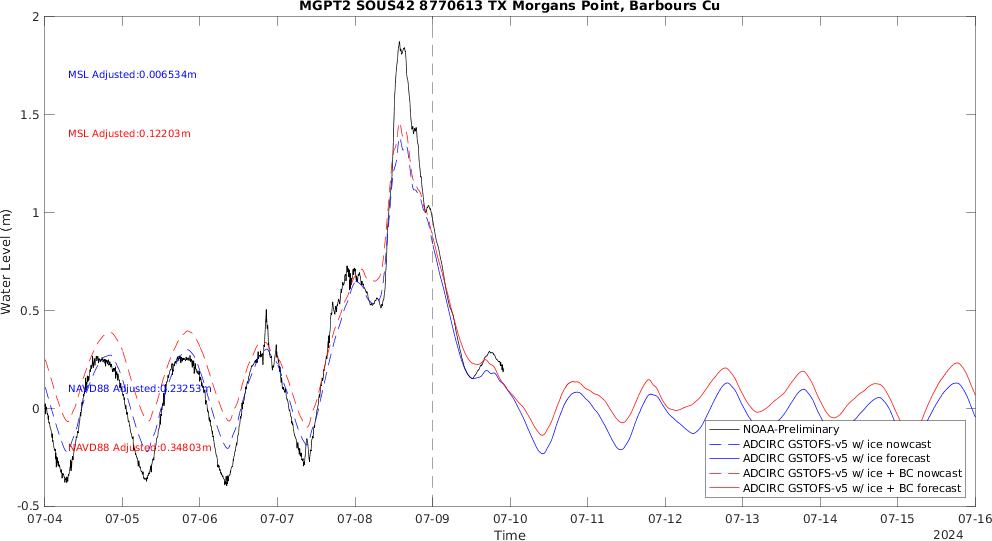 MGPT2 SOUS42 8770613 TX Morgans Point, Barbours Cu
2
MSL Adjusted:0.006534m
1.5
MSL Adjusted:0.12203m
1
Water Level (m)
0.5
NAVD88 Adjusted:0.23253m
0
NAVD88 Adjusted:0.34803m
-0.5
NOAA-Preliminary
ADCIRC GSTOFS-v5 w/ ice nowcast
ADCIRC GSTOFS-v5 w/ ice forecast
ADCIRC GSTOFS-v5 w/ ice + BC nowcast
ADCIRC GSTOFS-v5 w/ ice + BC forecast
07-04 07-05 07-06 07-07 07-08 07-09 07-10 07-11 07-12 07-13 07-14 07-15 07-16
Time
2024